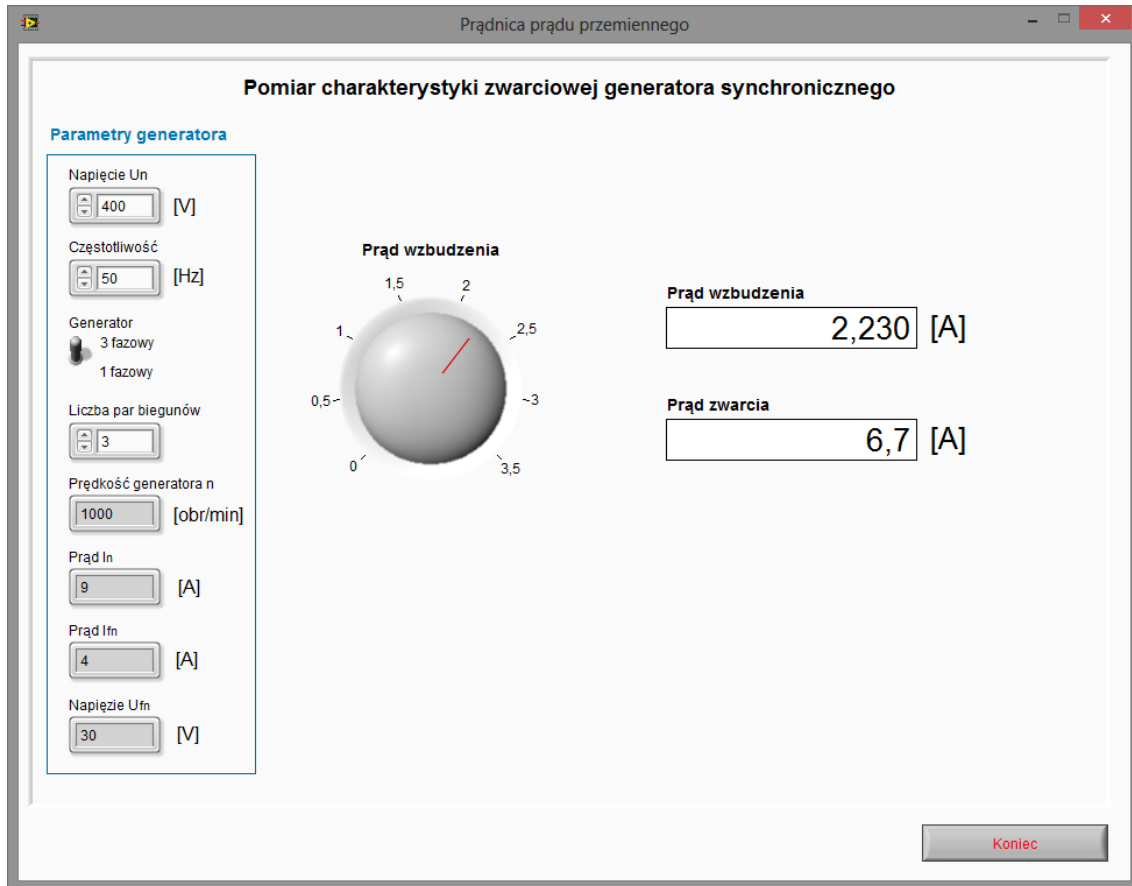 Prądnica prądu przemiennego
Pomiar charakterystyki zwarciowej generatora synchronicznego
Parametry generatora
Napięcie Un
400 [V]
Częstotliwość
50 [Hz]
Generator
3 fazowy
1 fazowy
Liczba par biegunów
3
Prędkość generatora n
1000 [obr/min]
Prąd In
9 [A]
Prąd Ifn
4 [A]
Napięzie Ufn
30 [V]
Prąd wzbudzenia
0
0,5
1
1,5
2
2,5
3
3,5
Prąd wzbudzenia
2,230 [A]
Prąd zwarcia
6,7 [A]
Koniec